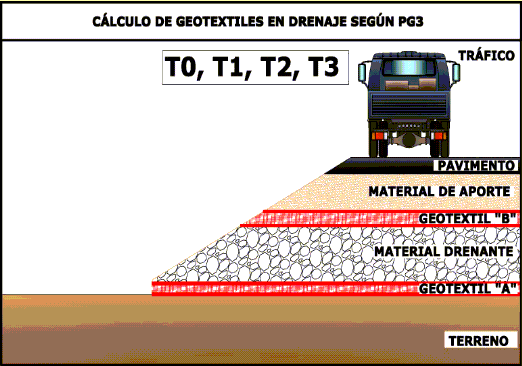 CÁLCULO DE GEOTEXTILES EN DRENAJE SEGÚN PG3
T0, T1, T2, T3
TRÁFICO
PAVIMENTO
MATERIAL DE APORTE
GEOTEXTIL "B"
MATERIAL DRENANTE
GEOTEXTIL "A"
TERRENO